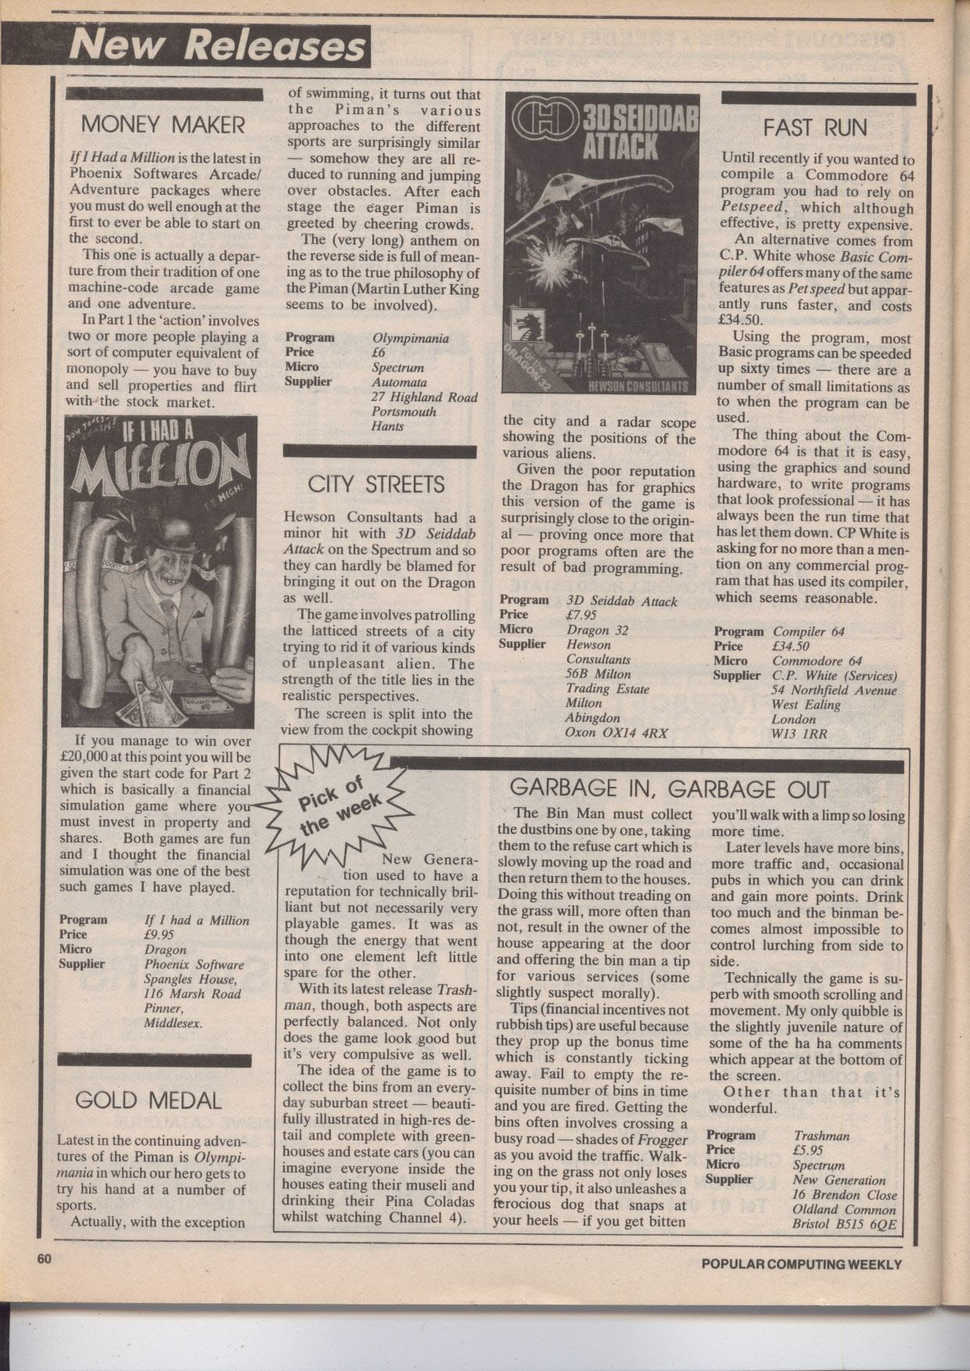 New Releases
MONEY MAKER
If I Had a Million is the latest in
Phoenix Softwares Arcade/
Adventure packages where
you must do well enough at the
first to ever be able to start on
the second.
This one is actually a depar-
ture from their tradition of one
machine-code arcade game
and one adventure.
In Part 1 the 'action' involves
two or more people playing a
sort of computer equivalent of
monopoly — you have to buy
and sell properties and flirt
with the stock market.
IF I HAD A
MILLION
If you manage to win over
£20,000 at this point you will be
given the start code for Part 2
which is basically a financial
simulation game where you
must invest in property and
shares. Both games are fun
and I thought the financial
simulation was one of the best
such games I have played.
Program If I had a Million
Price £9.95
Micro Dragon
Supplier Phoenix Software
Spangles House,
116 Marsh Road
Pinner,
Middlesex.
GOLD MEDAL
Latest in the continuing adven-
tures of the Piman is Olympi-
mania in which our hero gets to
try his hand at a number of
sports.
Actually, with the exception
of swimming, it turns out that
the Piman's various
approaches to the different
sports are surprisingly similar
— somehow they are all re-
duced to running and jumping
over obstacles. After each
stage the eager Piman is
greeted by cheering crowds.
The (very long) anthem on
the reverse side is full of mean-
ing as to the true philosophy of
the Piman (Martin Luther King
seems to be involved).
Program Olympimania
Price £6
Micro Spectrum
Supplier Automata
27 Highland Road
Portsmouth
Hants
CITY STREETS
Hewson Consultants had a
minor hit with 3D Seiddab
Attack on the Spectrum and so
they can hardly be blamed for
bringing it out on the Dragon
as well.
The game involves patrolling
the latticed streets of a city
trying to rid it of various kinds
of unpleasant alien. The
strength of the title lies in the
realistic perspectives.
The screen is split into the
view from the cockpit showing
3D SEIDDAB
ATTACK
DRAGON 32
HEWSON CONSULTANTS
the city and a radar scope
showing the positions of the
various aliens.
Given the poor reputation
the Dragon has for graphics
this version of the game is
surprisingly close to the origin-
al — proving once more that
poor programs often are the
result of bad programming.
Program 3D Seiddab Attack
Price £7.95
Micro Dragon 32
Supplier Hewson
Consultants
56B Milton
Trading Estate
Milton
Abingdon
Oxon OX14 4RX
FAST RUN
Until recently if you wanted to
compile a Commodore 64
program you had to rely on
Petspeed, which although
effective, is pretty expensive.
An alternative comes from
C.P. White whose Basic Com-
piler 64 offers many of the same
features as Pet speed but appar-
antly runs faster, and costs
£34.50.
Using the program, most
Basic programs can be speeded
up sixty times — there are a
number of small limitations as
to when the program can be
used.
The thing about the Com-
modore 64 is that it is easy,
using the graphics and sound
hardware, to write programs
that look professional — it has
always been the run time that
has let them down. CP White is
asking for no more than a men-
tion on any commercial prog-
ram that has used its compiler,
which seems reasonable.
Program Compiler 64
Price £34.50
Micro Commodore 64
Supplier C.P. White (Services)
54 Northfield Avenue
West Ealing
London
W13 1RR
Pick of
the week
New Genera-
tion used to have a
reputation for technically bril-
liant but not necessarily very
playable games. It was as
though the energy that went
into one element left little
spare for the other.
With its latest release Trash-
man, though, both aspects are
perfectly balanced. Not only
does the game look good but
it's very compulsive as well.
The idea of the game is to
collect the bins from an every-
day suburban street — beauti-
fully illustrated in high-res de-
tail and complete with green-
houses and estate cars (you can
imagine everyone inside the
houses eating their museli and
drinking their Pina Coladas
whilst watching Channel 4).
GARBAGE IN, GARBAGE OUT
The Bin Man must collect
the dustbins one by one, taking
them to the refuse cart which is
slowly moving up the road and
then return them to the houses.
Doing this without treading on
the grass will, more often than
not, result in the owner of the
house appearing at the door
and offering the bin man a tip
for various services (some
slightly suspect morally).
Tips (financial incentives not
rubbish tips) are useful because
they prop up the bonus time
which is constantly ticking
away. Fail to empty the re-
quisite number of bins in time
and you are fired. Getting the
bins often involves crossing a
busy road — shades of Frogger
as you avoid the traffic. Walk-
ing on the grass not only loses
you your tip, it also unleashes a
ferocious dog that snaps at
your heels — if you get bitten
you'll walk with a limp so losing
more time.
Later levels have more bins,
more traffic and, occasional
pubs in which you can drink
and gain more points. Drink
too much and the binman be-
comes almost impossible to
control lurching from side to
side.
Technically the game is su-
perb with smooth scrolling and
movement. My only quibble is
the slightly juvenile nature of
some of the ha ha comments
which appear at the bottom of
the screen.
Other than that it's
wonderful.
Program Trashman
Price £5.95
Micro Spectrum
Supplier New Generation
16 Brendon Close
Oldland Common
Bristol B515 6QE
60
POPULAR COMPUTING WEEKLY